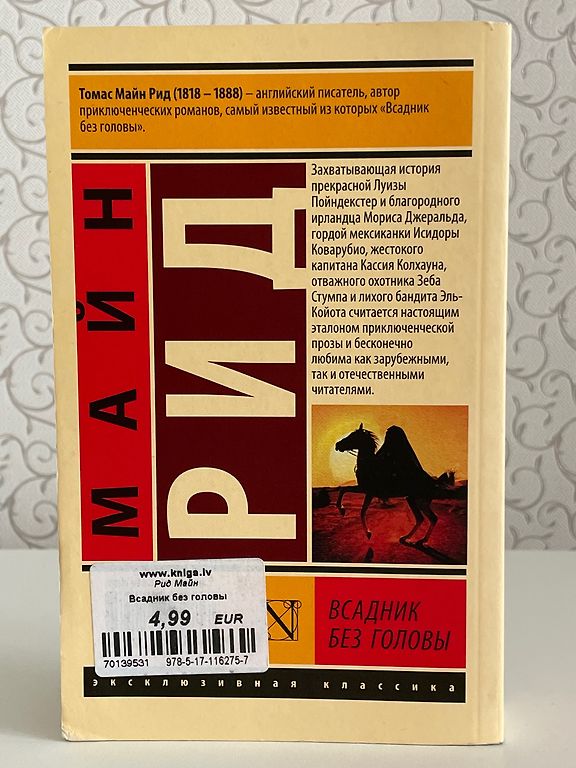 Томас Майн Рид (1818 – 1888) – английский писатель, автор
приключенческих романов, самый известный из которых «Всадник
без головы».
МАЙН
РИД
Захватывающая история
прекрасной Луизы
Пойндекстер и благородного
ирландца Мориса Джеральда,
гордой мексиканки Исидоры
Коварубио, жестокого
капитана Кассия Колхауна,
отважного охотника Зеба
Стумпа и лихого бандита Эль-
Койота считается настоящим
эталоном приключенческой
прозы и бесконечно
любима как зарубежными,
так и отечественными
читателями.
www.kniga.lv
Рид Майн
Всадник без головы
4,99 EUR
70139531 978-5-17-116275-7
ВСАДНИК
БЕЗ ГОЛОВЫ
эксклюзивная классика